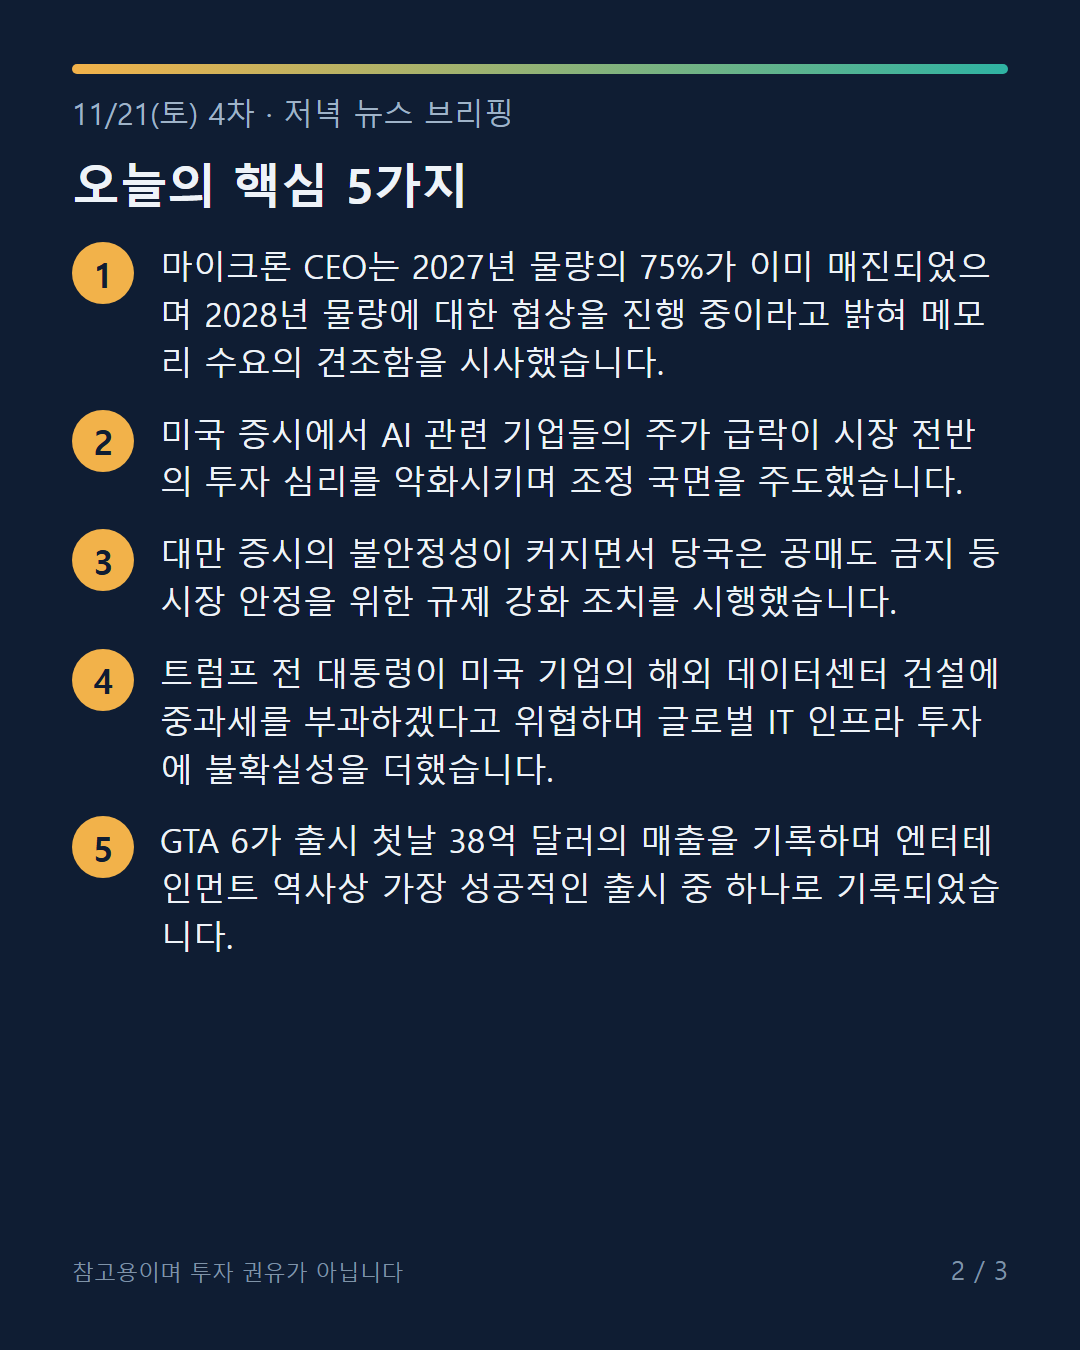 11/21(토) 4차 · 저녁 뉴스 브리핑
오늘의 핵심 5가지
1
마이크론 CEO는 2027년 물량의 75%가 이미 매진되었으
며 2028년 물량에 대한 협상을 진행 중이라고 밝혀 메모
리 수요의 견조함을 시사했습니다.
2
미국 증시에서 AI 관련 기업들의 주가 급락이 시장 전반
의 투자 심리를 악화시키며 조정 국면을 주도했습니다.
3
대만 증시의 불안정성이 커지면서 당국은 공매도 금지 등
시장 안정을 위한 규제 강화 조치를 시행했습니다.
4
트럼프 전 대통령이 미국 기업의 해외 데이터센터 건설에
중과세를 부과하겠다고 위협하며 글로벌 IT 인프라 투자
에 불확실성을 더했습니다.
5
GTA 6가 출시 첫날 38억 달러의 매출을 기록하며 엔터테
인먼트 역사상 가장 성공적인 출시 중 하나로 기록되었습
니다.
참고용이며 투자 권유가 아닙니다
2 / 3